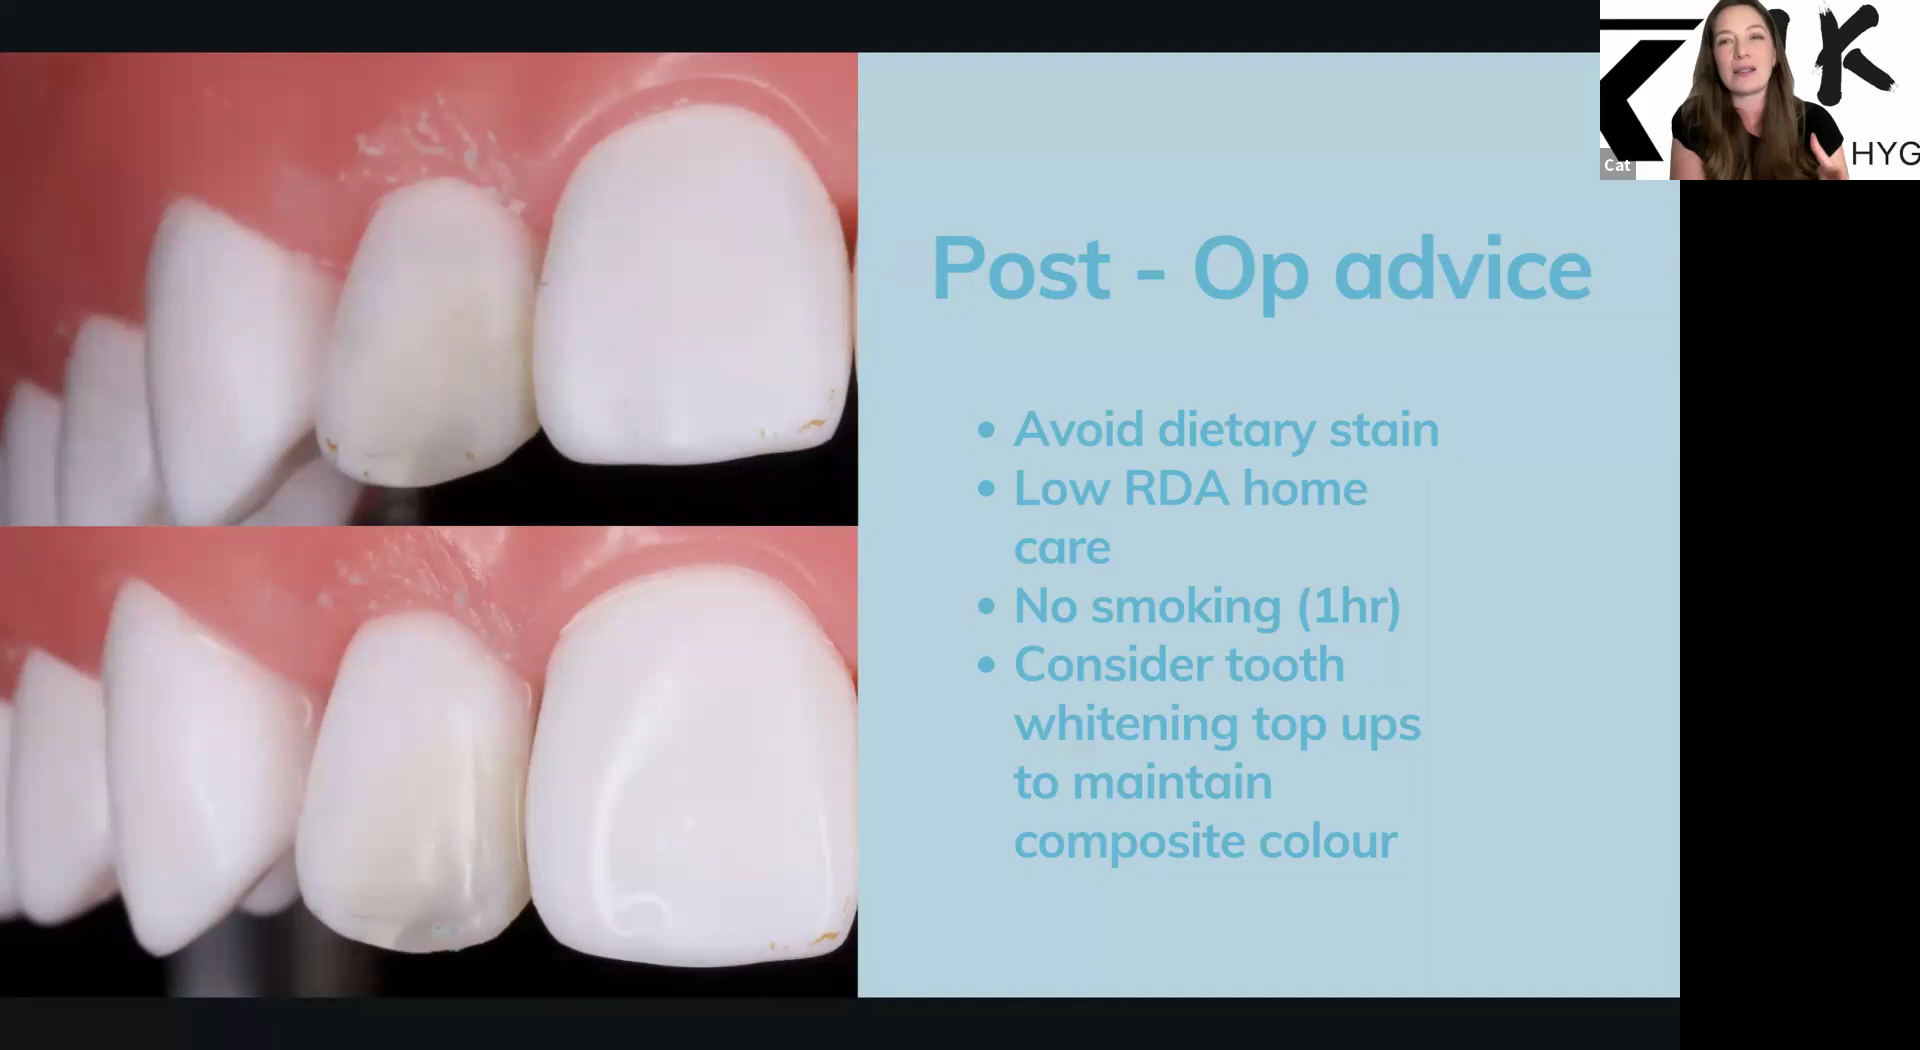 Post - Op advice
• Avoid dietary stain
• Low RDA home
care
• No smoking (1hr)
• Consider tooth
whitening top ups
to maintain
composite colour
K
HYG
Cat